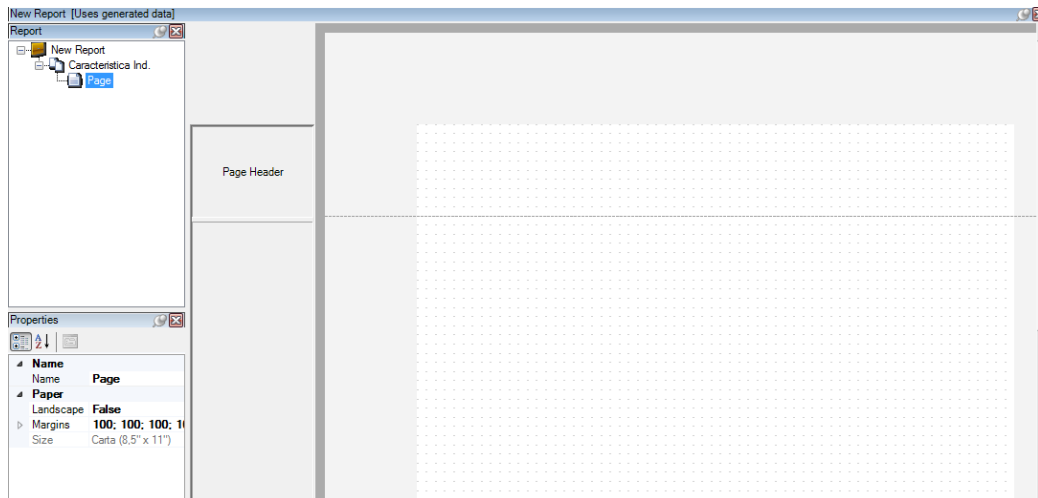 New Report [Uses generated data]
Report
New Report
Caracteristica Ind.
Page
Page Header
Properties
Name
Name Page
Paper
Landscape False
Margins 100; 100; 100; 10
Size Carta (8,5" x 11")